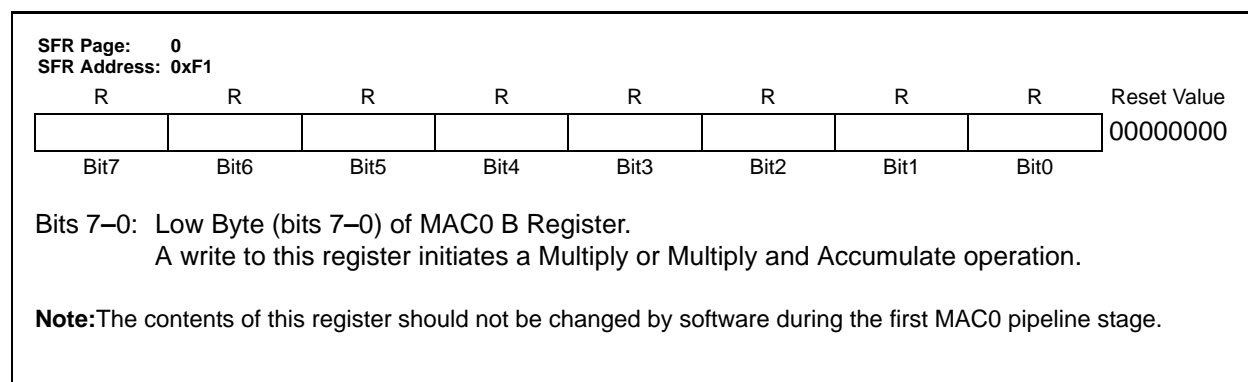 SFR Page: 0
SFR Address: 0xF1
R R R R R R R R Reset Value
00000000
Bit7 Bit6 Bit5 Bit4 Bit3 Bit2 Bit1 Bit0
Bits 7–0: Low Byte (bits 7–0) of MAC0 B Register.
A write to this register initiates a Multiply or Multiply and Accumulate operation.
Note:The contents of this register should not be changed by software during the first MAC0 pipeline stage.